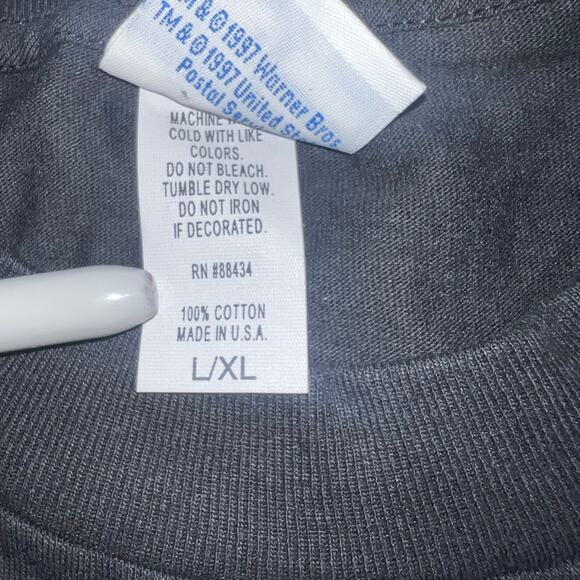 TM & © 1997 Warner Bros
TM & © 1997 United St
Postal Serv
MACHINE
COLD WITH LIKE
COLORS.
DO NOT BLEACH.
TUMBLE DRY LOW.
DO NOT IRON
IF DECORATED.
RN #88434
100% COTTON
MADE IN U.S.A.
L/XL